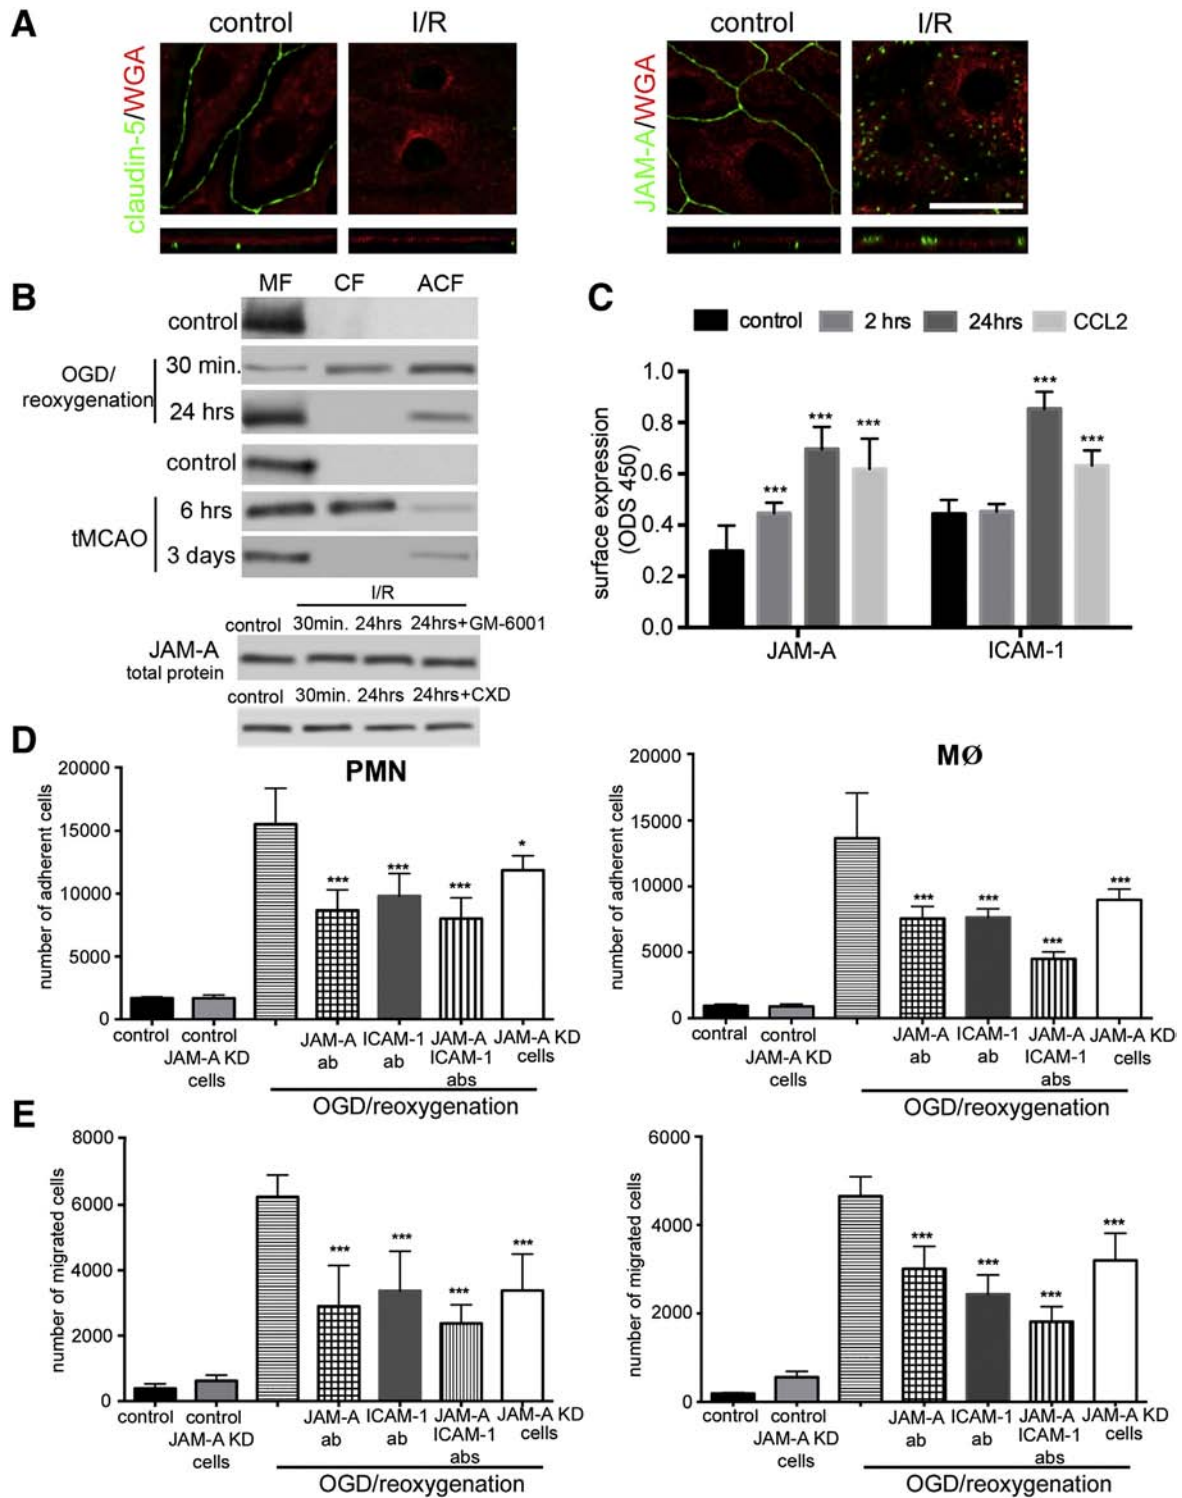 A
control
I/R
control
I/R
claudin-5/WGA
JAM-A/WGA
B
MF
CF
ACF
control
OGD/
reoxygenation
30 min.
24 hrs
control
tMCAO
6 hrs
3 days
I/R
control 30min. 24hrs 24hrs+GM-6001
JAM-A
total protein
control 30min. 24hrs 24hrs+CXD
C
control 2 hrs 24hrs CCL2
surface expression
(ODS 450)
1.0
0.8
0.6
0.4
0.2
0.0
***
***
***
***
***
JAM-A
ICAM-1
D
PMN
number of adherent cells
20000
15000
10000
5000
0
***
***
***
*
control
control
JAM-A KD
cells
JAM-A
ab
ICAM-1
ab
JAM-A
ICAM-1
abs
JAM-A KD
cells
OGD/reoxygenation
MØ
number of adherent cells
20000
15000
10000
5000
0
***
***
***
***
contral
control
JAM-A KD
cells
JAM-A
ab
ICAM-1
ab
JAM-A
ICAM-1
abs
JAM-A KD
cells
OGD/reoxygenation
E
number of migrated cells
8000
6000
4000
2000
0
***
***
***
***
control
control
JAM-A KD
cells
JAM-A
ab
ICAM-1
ab
JAM-A
ICAM-1
abs
JAM-A KD
cells
OGD/reoxygenation
number of migrated cells
6000
4000
2000
0
***
***
***
***
control
control
JAM-A KD
cells
JAM-A
ab
ICAM-1
ab
JAM-A
ICAM-1
abs
JAM-A KD
cells
OGD/reoxygenation